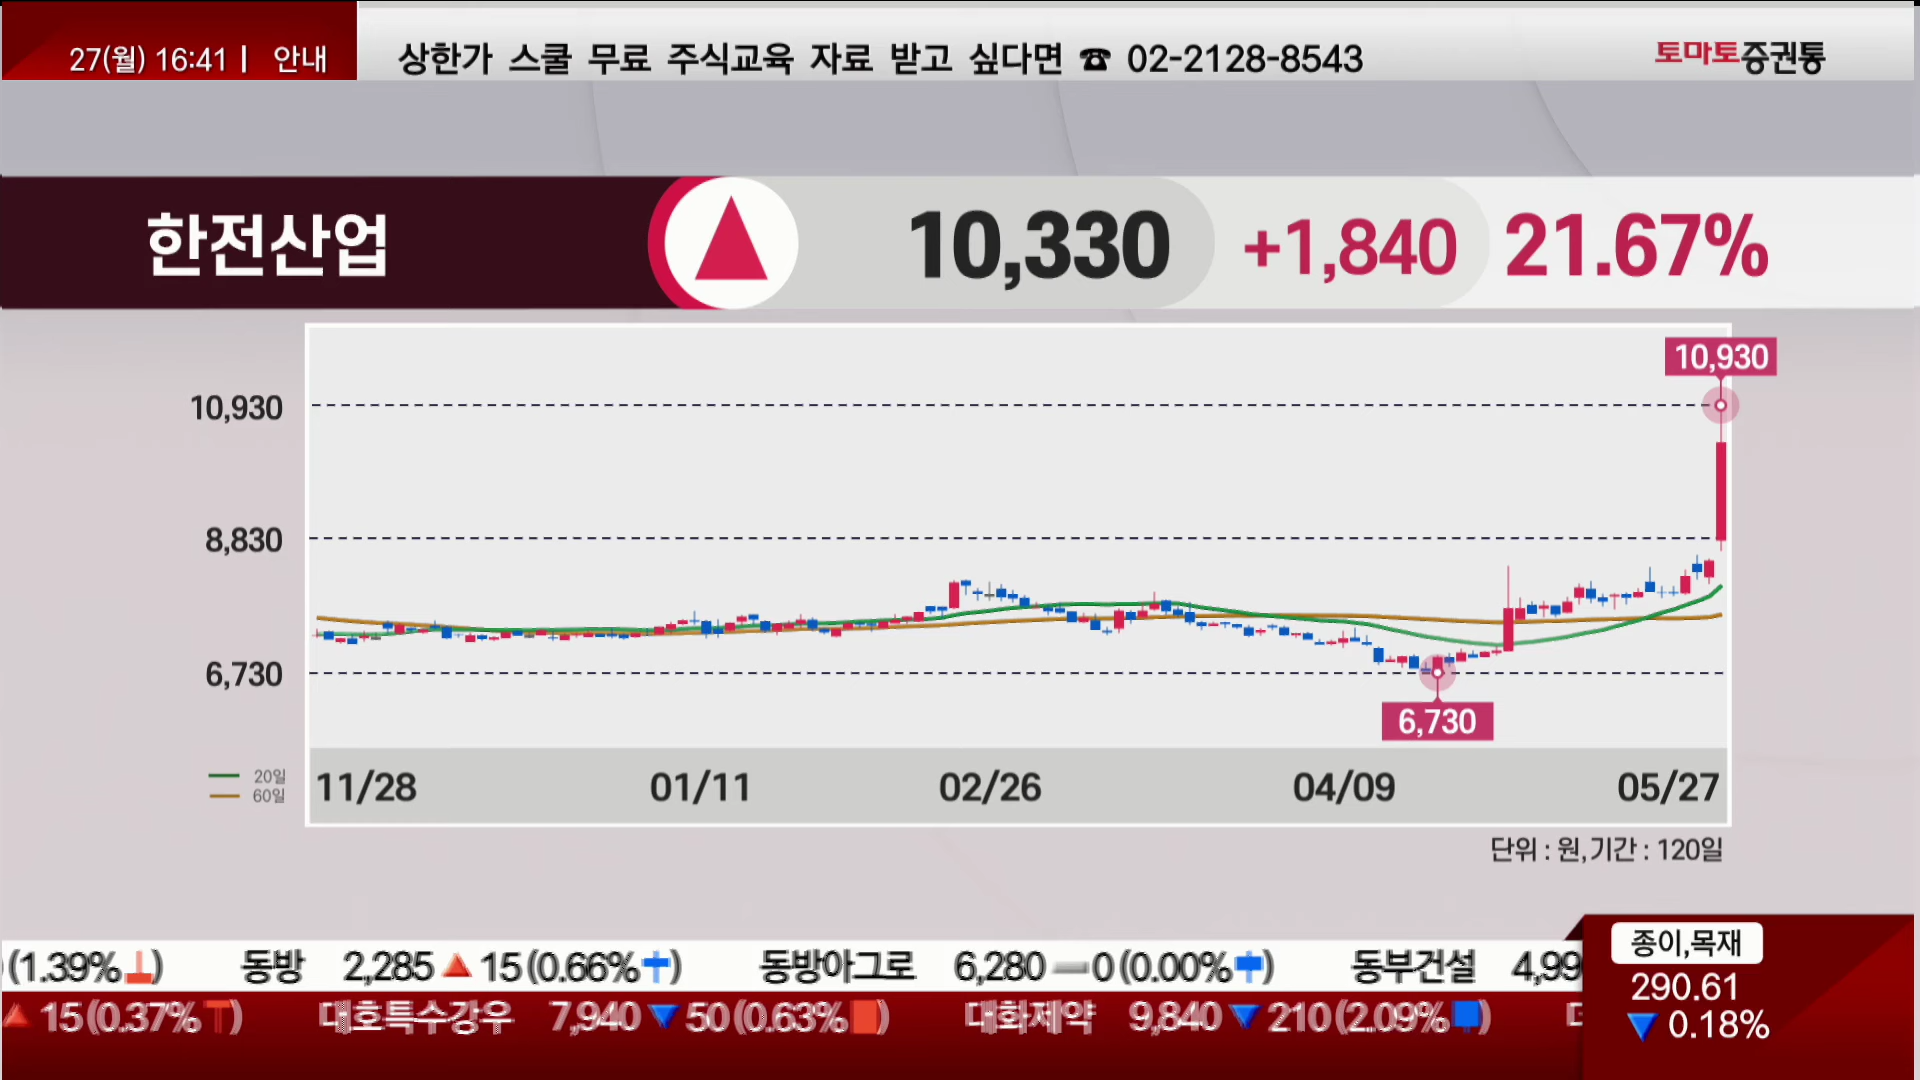 27(월) 16:41 | 안내
상한가 스쿨 무료 주식교육 자료 받고 싶다면 ☎ 02-2128-8543
토마토증권통
한전산업 ▲ 10,330 +1,840 21.67%
10,930
10,930
8,830
6,730
6,730
20일
60일
11/28 01/11 02/26 04/09 05/27
단위 : 원, 기간 : 120일
(1.39%) 동방 2,285 ▲ 15 (0.66%) 동방아그로 6,280 0 (0.00%) 동부건설 4,99
▲ 15 (0.37%) 대호특수강우 7,940 ▼ 50 (0.63%) 대화제약 9,840 ▼ 210 (2.09%)
종이,목재
290.61
▼ 0.18%